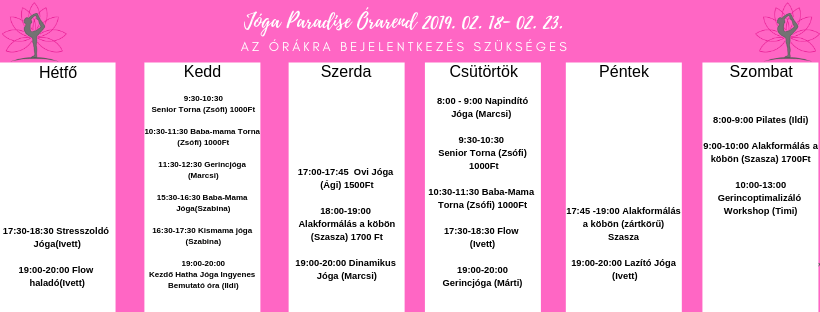 Jóga Paradise Órarend 2019. 02. 18- 02. 23.
AZ ÓRÁKRA BEJELENTKEZÉS SZÜKSÉGES
Hétfő
17:30-18:30 Stresszoldó
Jóga(Ivett)
19:00-20:00 Flow
haladó(Ivett)
Kedd
9:30-10:30
Senior Torna (Zsófi) 1000Ft
10:30-11:30 Baba-mama Torna
(Zsófi) 1000Ft
11:30-12:30 Gerincjóga
(Marcsi)
15:30-16:30 Baba-Mama
Jóga(Szabina)
16:30-17:30 Kismama jóga
(Szabina)
19:00-20:00
Kezdő Hatha Jóga Ingyenes
Bemutató óra (Ildi)
Szerda
17:00-17:45 Ovi Jóga
(Ági) 1500Ft
18:00-19:00
Alakformálás a köbön
(Szasza) 1700 Ft
19:00-20:00 Dinamikus
Jóga (Marcsi)
Csütörtök
8:00 - 9:00 Napindító
Jóga (Marcsi)
9:30-10:30
Senior Torna (Zsófi)
1000Ft
10:30-11:30 Baba-Mama
Torna (Zsófi) 1000Ft
17:30-18:30 Flow
(Ivett)
19:00-20:00
Gerincjóga (Márti)
Péntek
17:45 -19:00 Alakformálás
a köbön (zártkörű)
Szasza
19:00-20:00 Lazító Jóga
(Ivett)
Szombat
8:00-9:00 Pilates (Ildi)
9:00-10:00 Alakformálás a
köbön (Szasza) 1700Ft
10:00-13:00
Gerincoptimalizáló
Workshop (Timi)